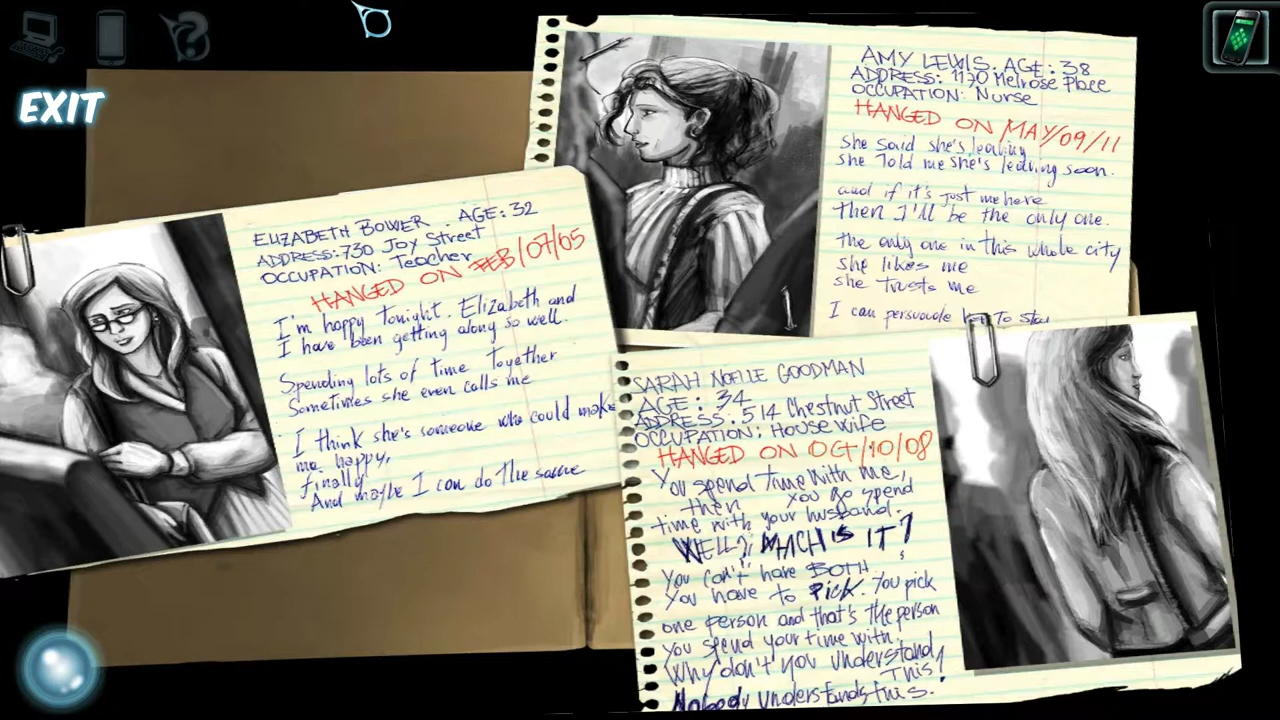 EXIT
ELIZABETH BOWER. AGE: 32
ADDRESS: 730 Joy Street
OCCUPATION: Teacher
HANGED ON FEB/07/05
I'm happy tonight. Elizabeth and
I have been getting along so well.
Spending lots of time together
Sometimes she even calls me
I think she's someone who could make
me happy,
finally
And maybe I can do the same
AMY LEWIS. AGE: 38
ADDRESS: 1170 Melrose Place
OCCUPATION: Nurse
HANGED ON MAY/09/11
she said she's leaving
she told me she's leaving soon.
and if it's just me here
then I'll be the only one.
the only one in this whole city
she likes me
she trusts me
I can persuade her to stay
SARAH NOELLE GOODMAN
AGE: 34
ADDRESS: 514 Chestnut Street
OCCUPATION: House wife
HANGED ON OCT/10/08
You spend time with me,
then you go spend
time with your husband.
WELL, WHICH IS IT?
You can't have BOTH
You have to PICK. You pick
one person and that's the person
you spend your time with.
Why don't you understand
This!
Nobody understands this.